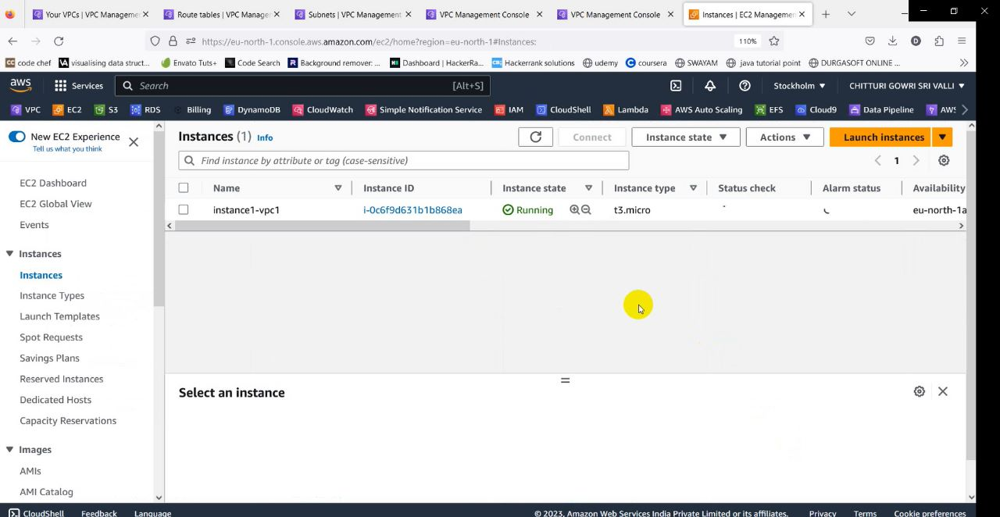 Your VPCs | VPC Management Route tables | VPC Manage Subnets | VPC Management VPC Management Console VPC Management Console Instances | EC2 Managemen
https://eu-north-1.console.aws.amazon.com/ec2/home?region=eu-north-1#Instances: 110% D
code chef visualising data struct... Envato Tuts+ Code Search Background remover: ... Dashboard | HackerRa... Hackerrank solutions udemy coursera SWAYAM java tutorial point DURGASOFT ONLINE ...
aws Services Search [Alt+S] Stockholm CHITTURI GOWRI SRI VALLI
VPC EC2 S3 RDS Billing DynamoDB CloudWatch Simple Notification Service IAM CloudShell Lambda AWS Auto Scaling EFS Cloud9 Data Pipeline AWS
New EC2 Experience
Tell us what you think
EC2 Dashboard
EC2 Global View
Events
Instances
Instances
Instance Types
Launch Templates
Spot Requests
Savings Plans
Reserved Instances
Dedicated Hosts
Capacity Reservations
Images
AMIs
AMI Catalog
Instances (1) Info Connect Instance state Actions Launch instances
Find instance by attribute or tag (case-sensitive) 1
Name Instance ID Instance state Instance type Status check Alarm status Availability
instance1-vpc1 i-0c6f9d631b1b868ea Running t3.micro eu-north-1a
Select an instance
CloudShell Feedback Language © 2023, Amazon Web Services India Private Limited or its affiliates. Privacy Terms Cookie preferences